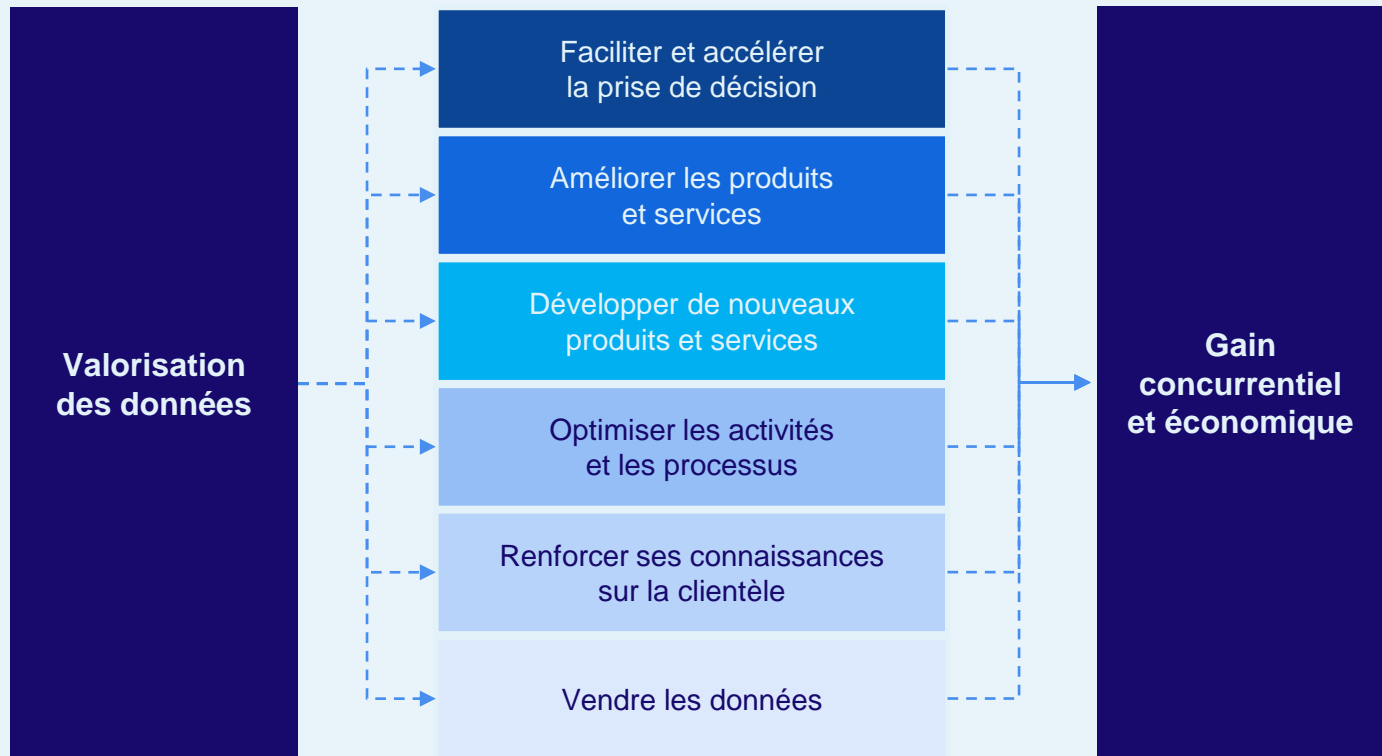 Faciliter et accélérer
la prise de décision
Améliorer les produits
et services
Développer de nouveaux
produits et services
Valorisation
des données
Gain
concurrentiel
et économique
Optimiser les activités
et les processus
Renforcer ses connaissances
sur la clientèle
Vendre les données